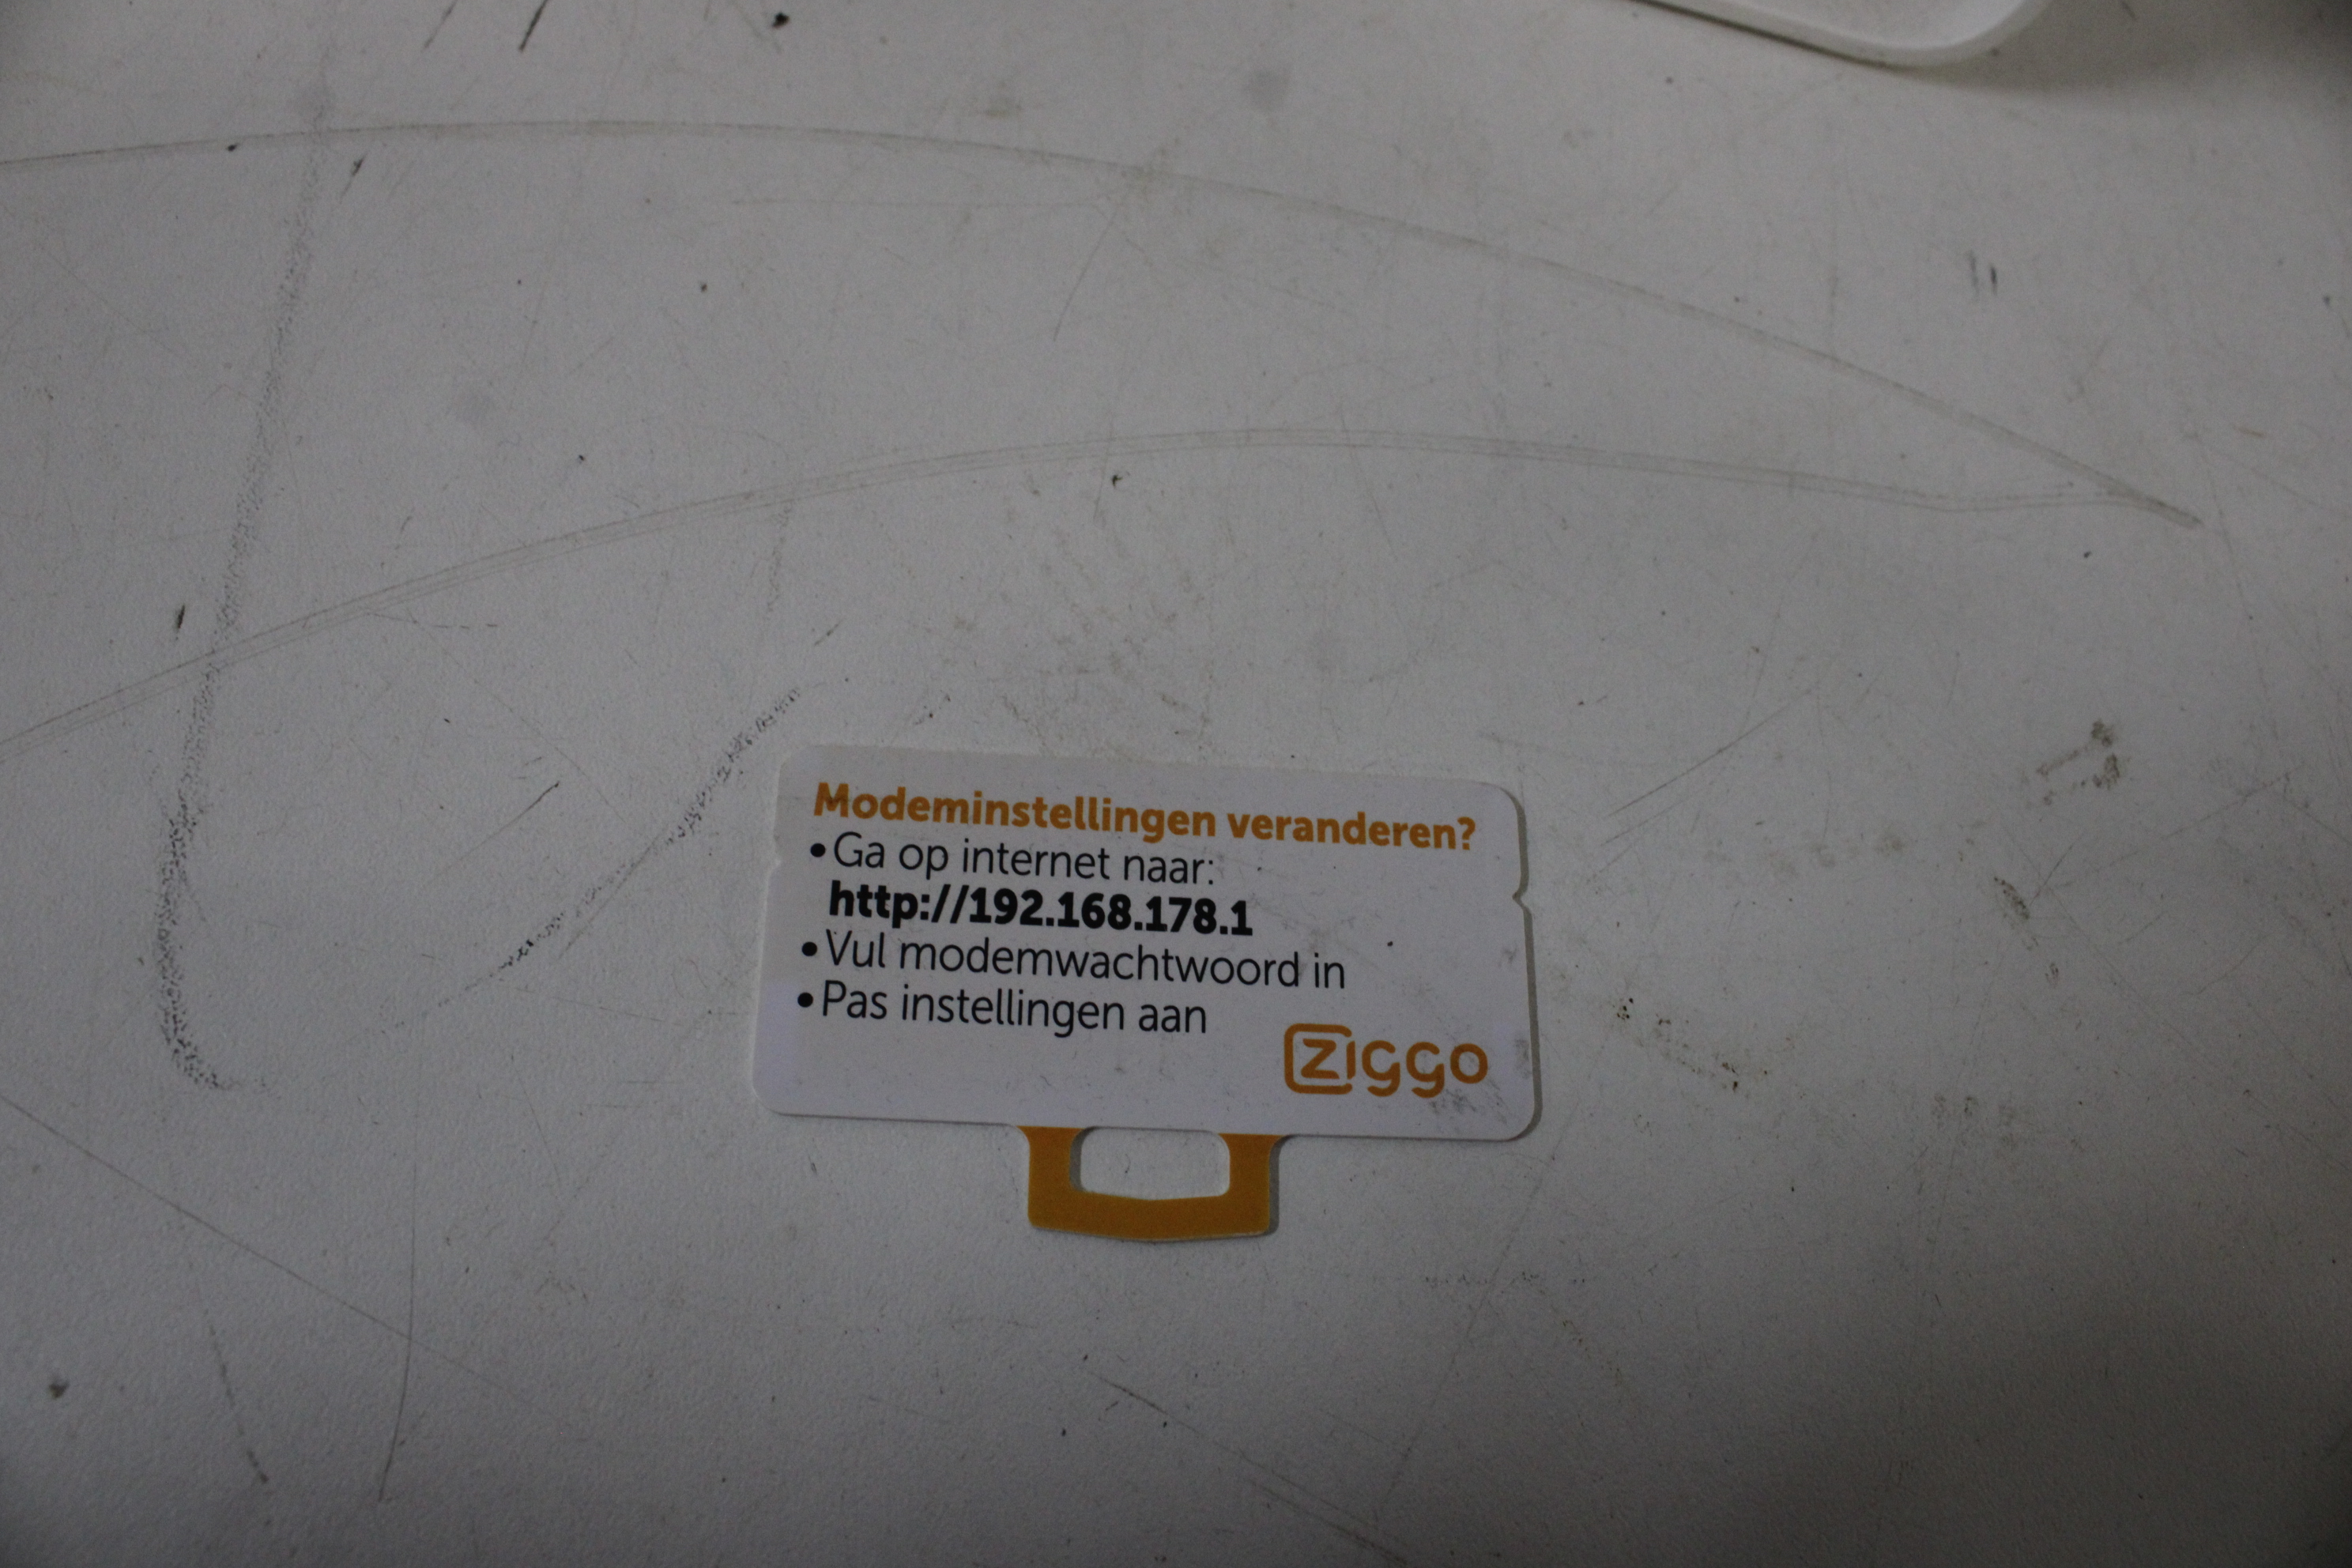 Modeminstellingen veranderen?
•Ga op internet naar:
http://192.168.178.1
•Vul modemwachtwoord in
•Pas instellingen aan
ziggo